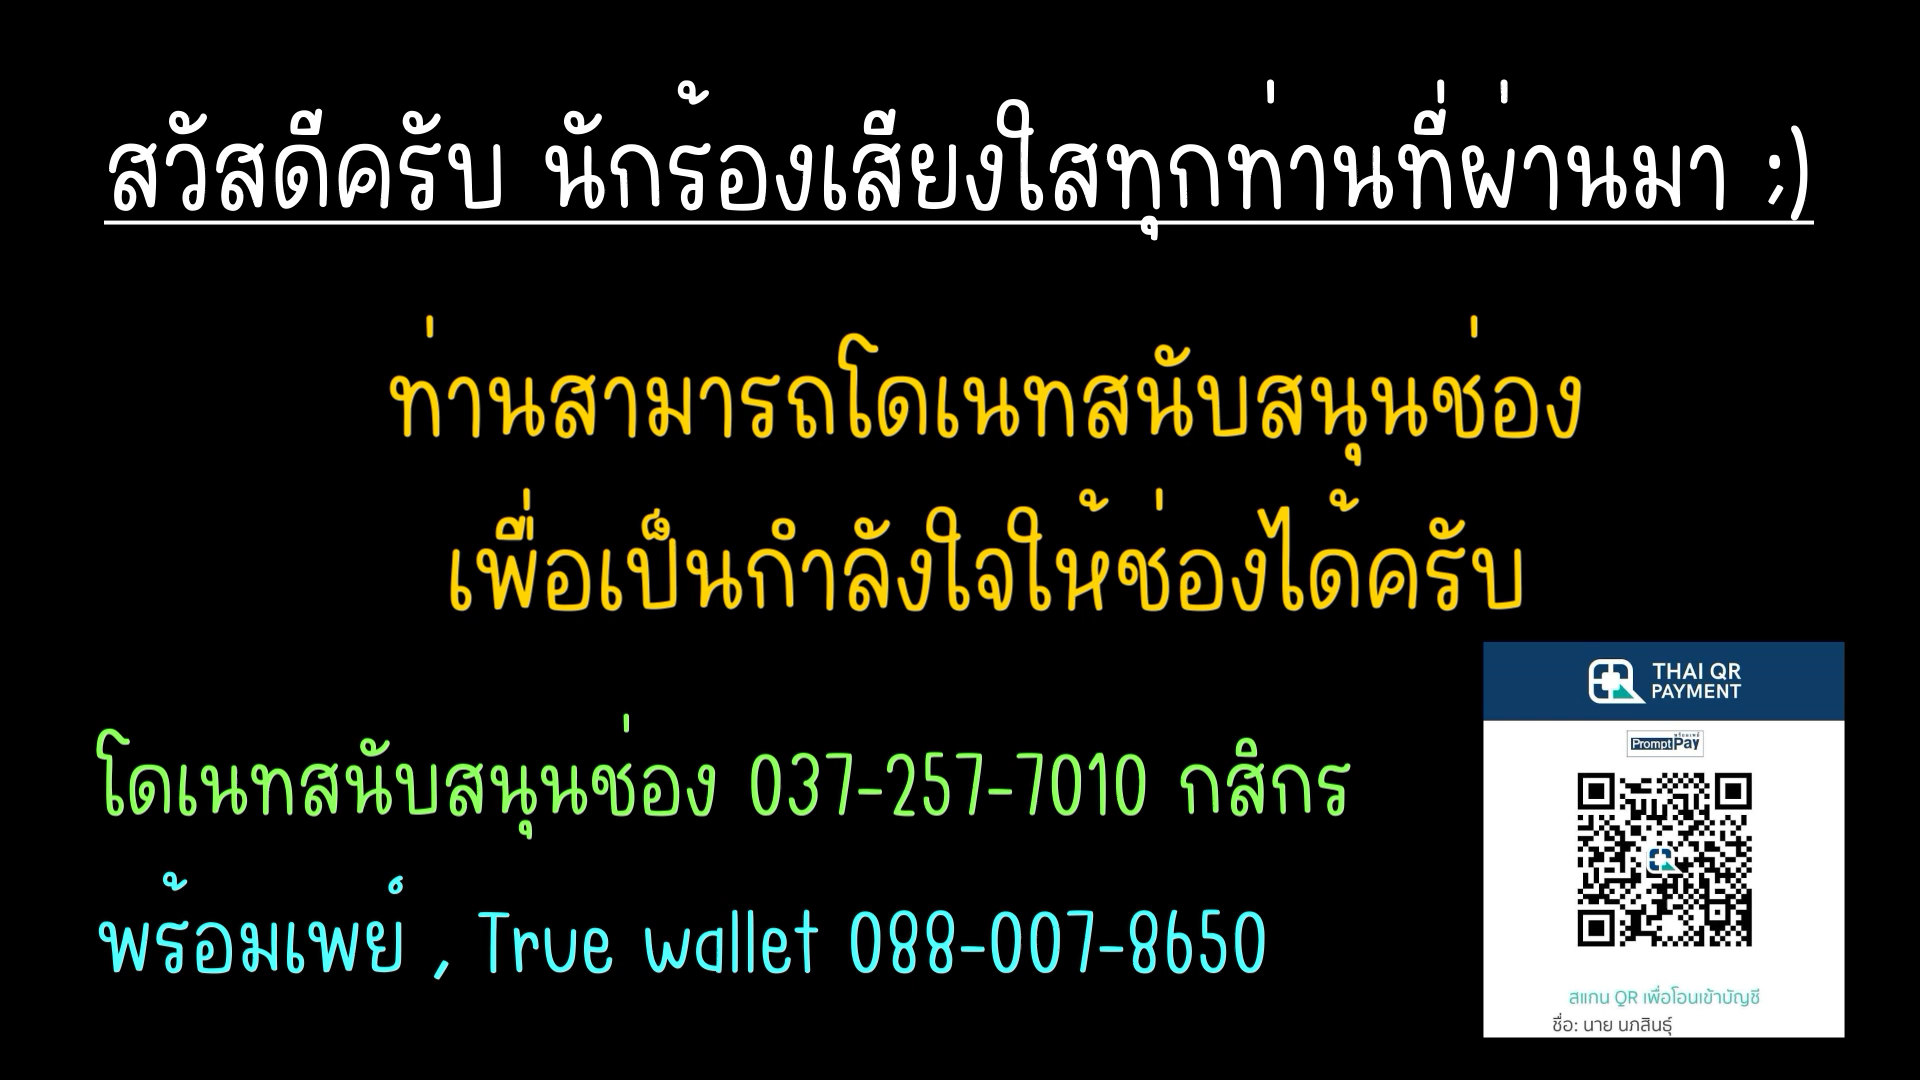 สวัสดีครับ นักร้องเสียงใสทุกท่านที่ผ่านมา ;)
ท่านสามารถโดเนทสนับสนุนช่อง
เพื่อเป็นกำลังใจให้ช่องได้ครับ
โดเนทสนับสนุนช่อง 037-257-7010 กสิกร
พร้อมเพย์ , True wallet 088-007-8650
THAI QR
PAYMENT
พร้อมเพย์
PromptPay
สแกน QR เพื่อโอนเข้าบัญชี
ชื่อ: นาย นภสินธุ์